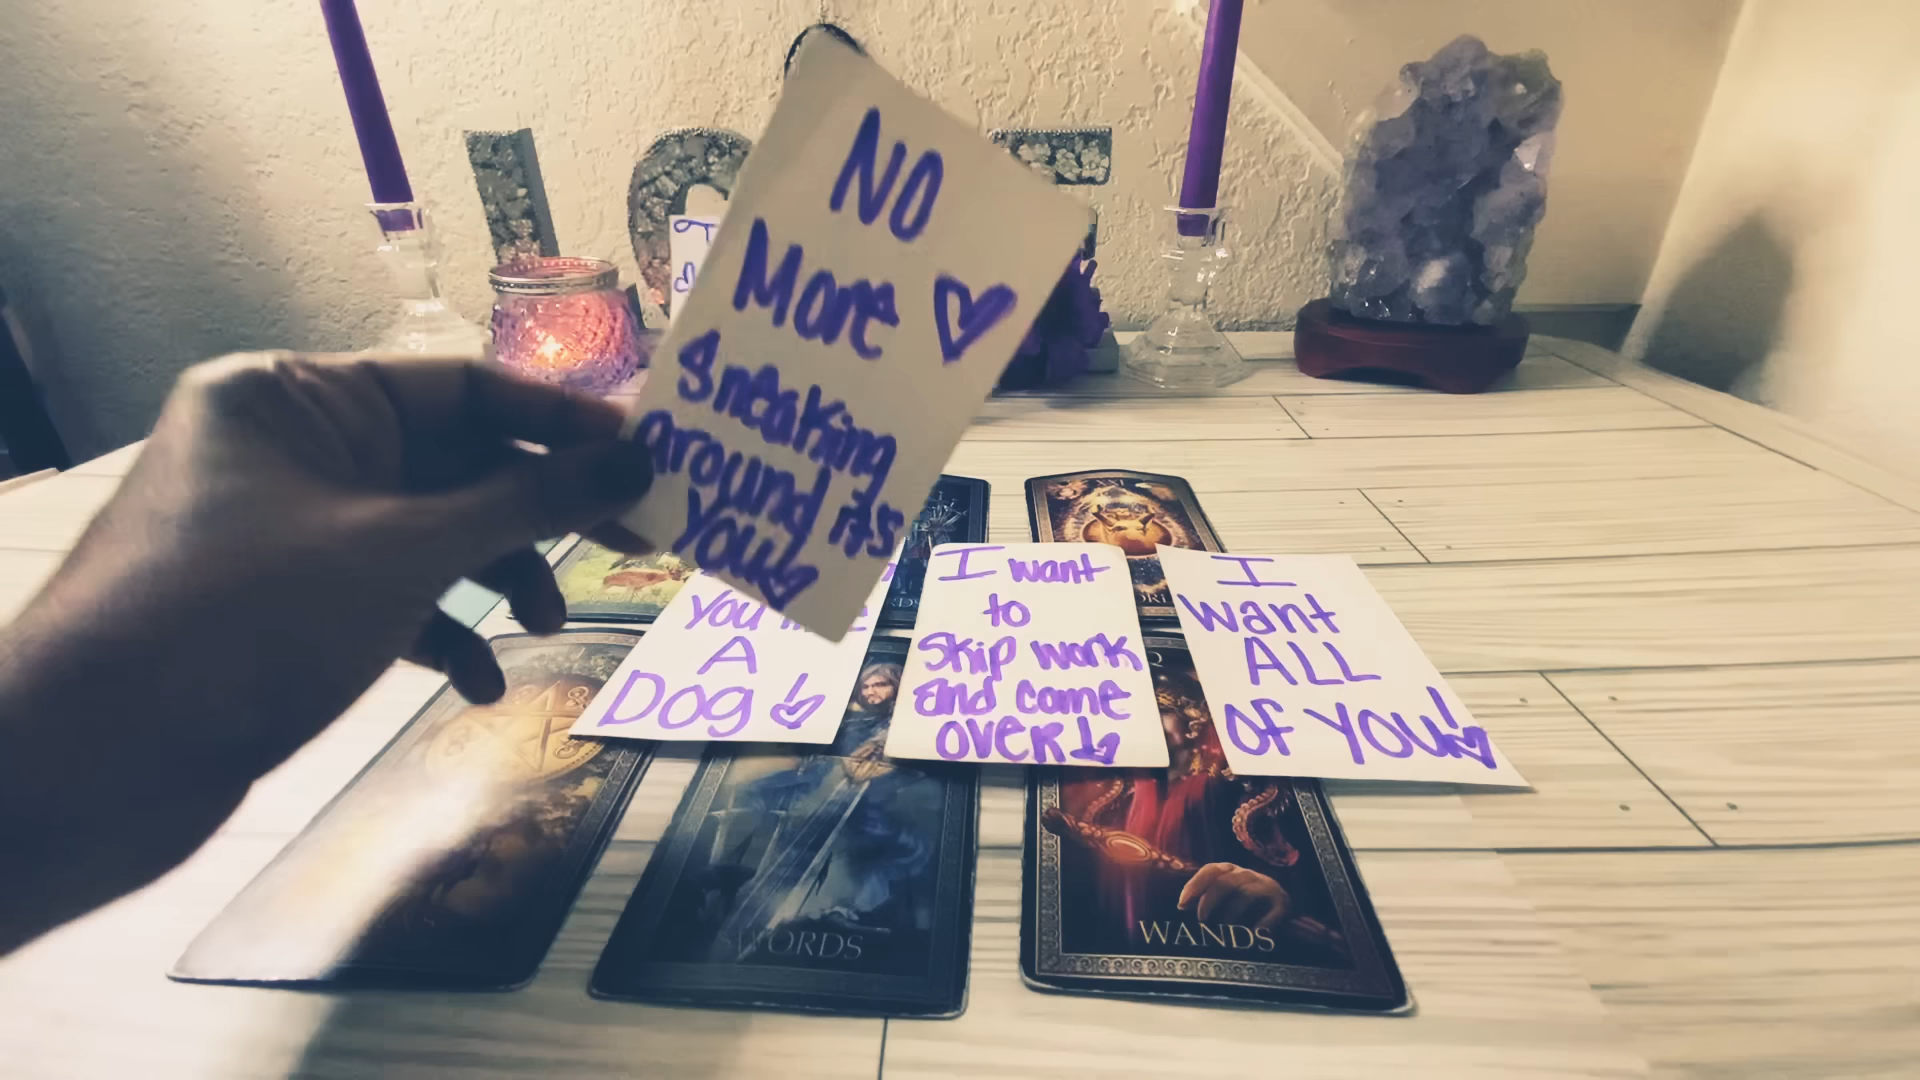 NO
More
Sneaking
around its
You
You
A
Dog!
I want
to
Skip work
and come
over!
I
want
ALL
of You!
SWORDS
WANDS